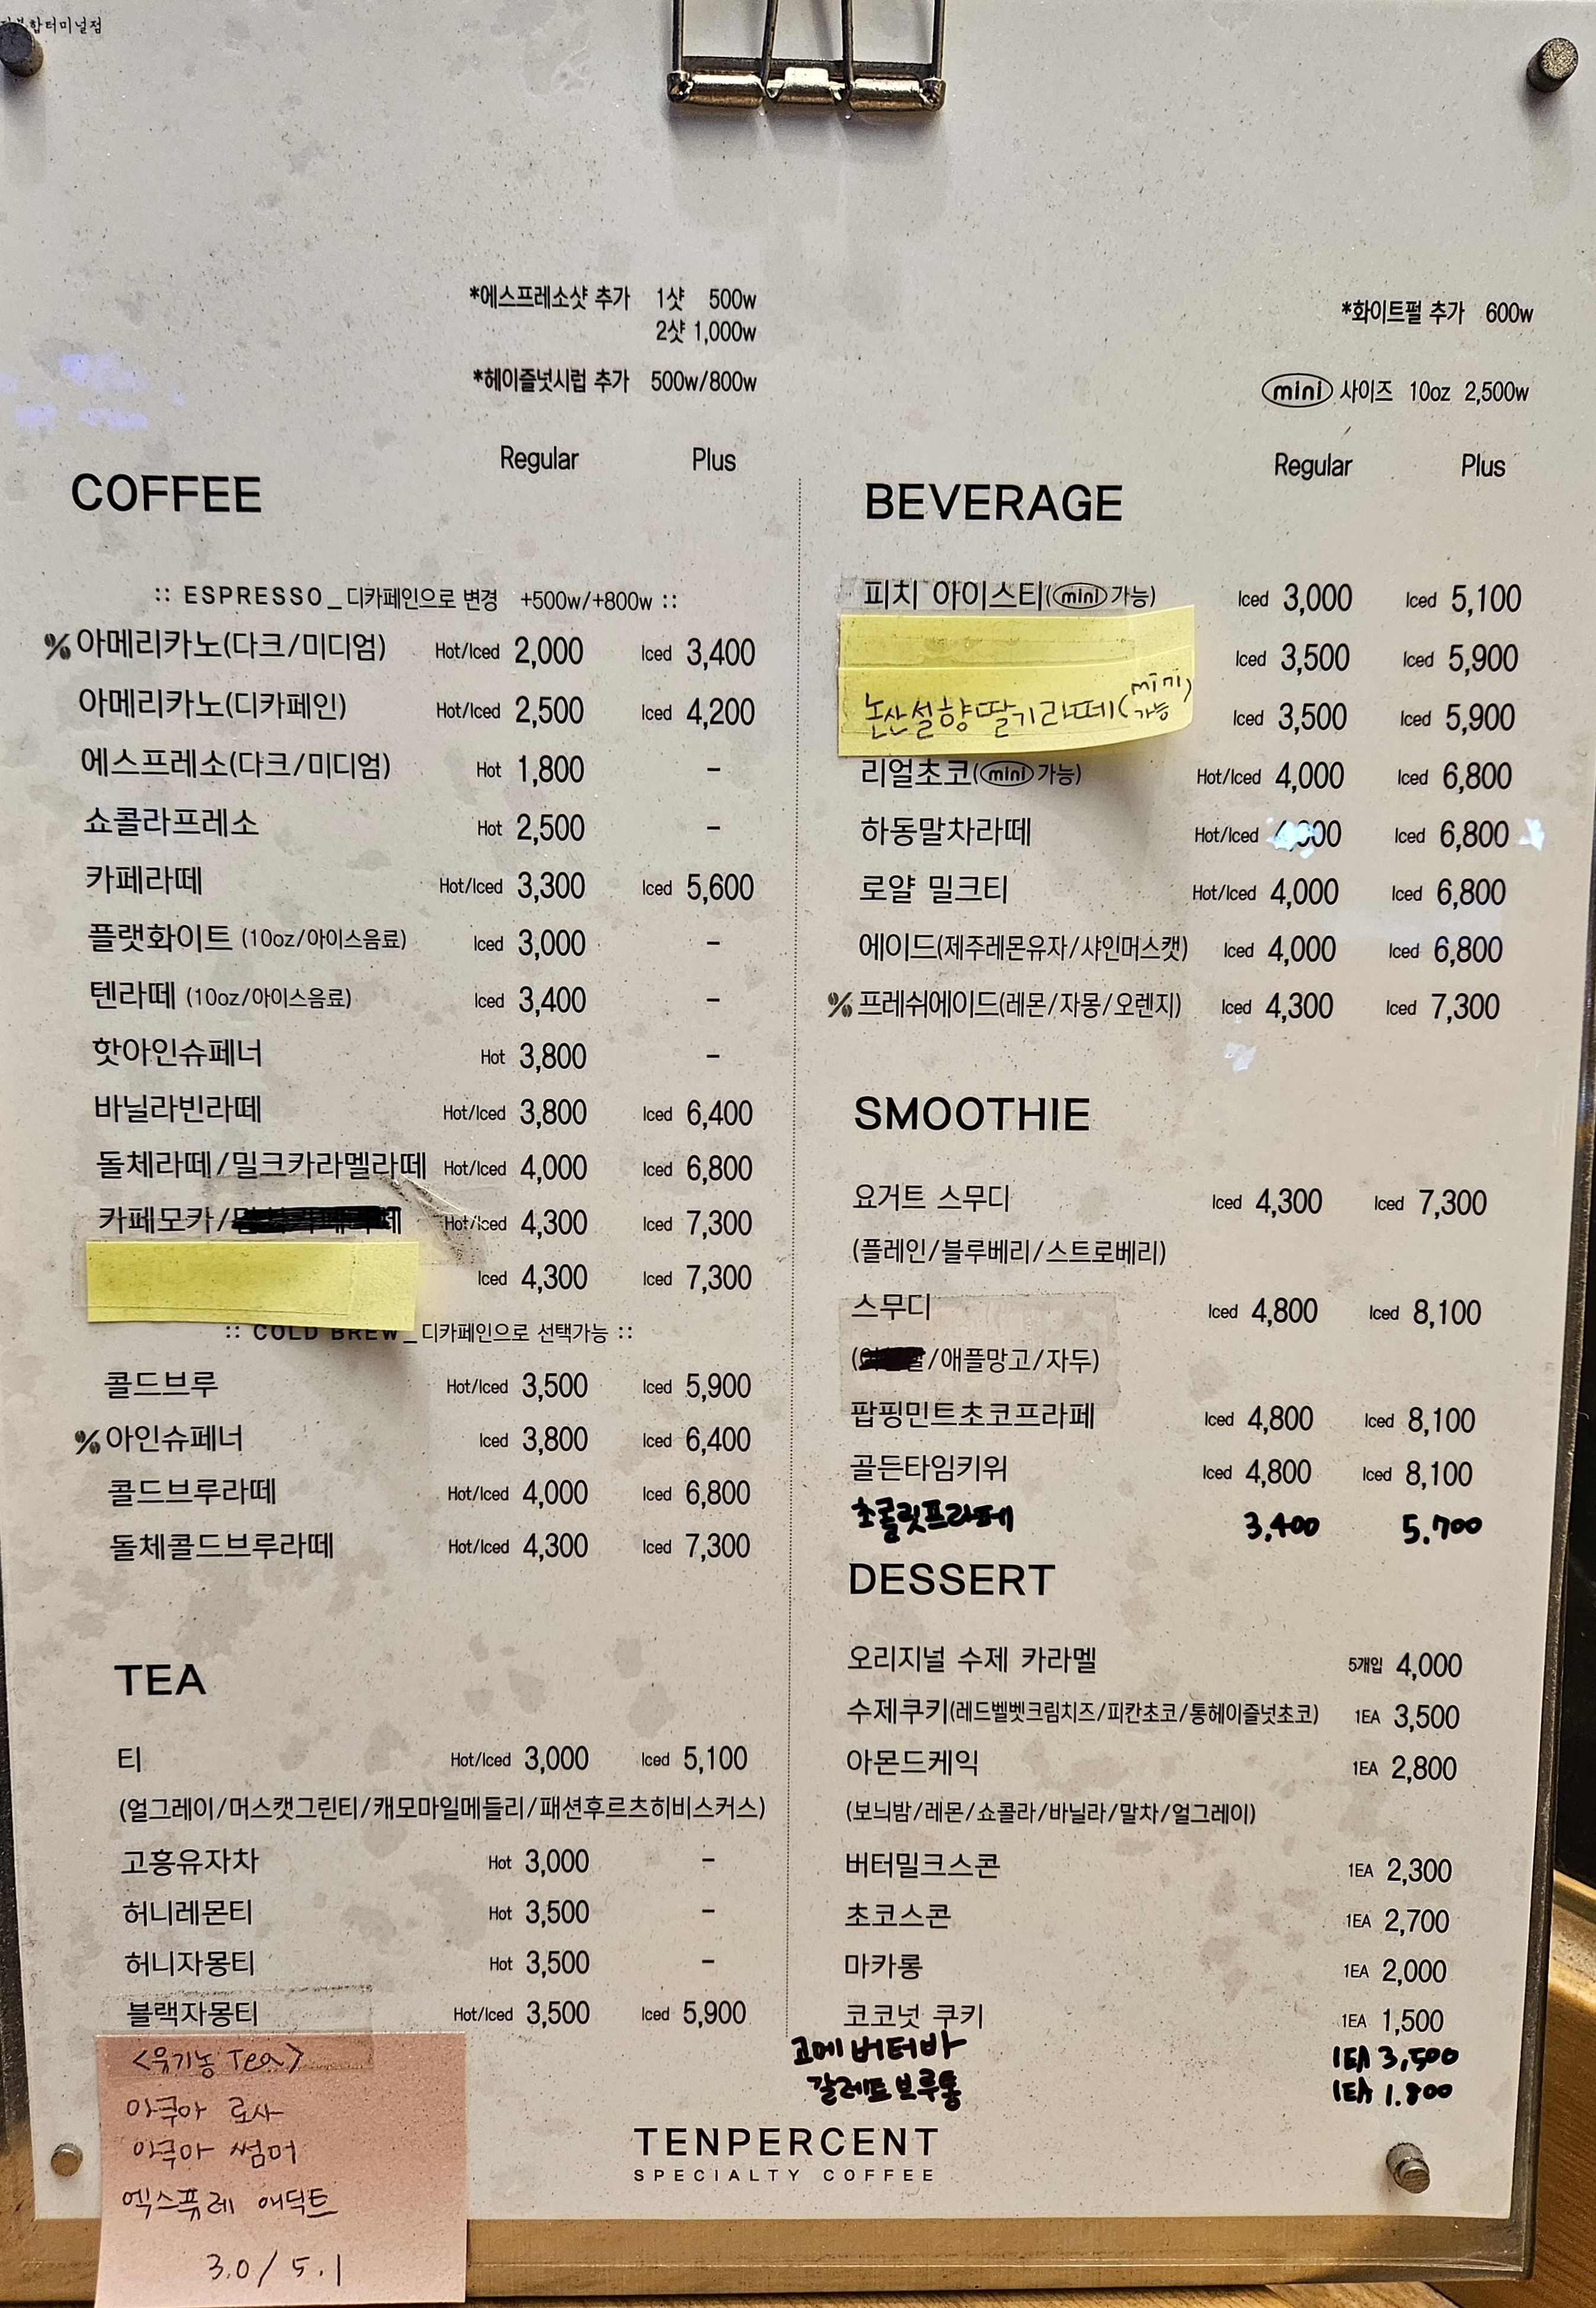 합터미널점
*에스프레소샷 추가 1샷 500w
2샷 1,000w
*헤이즐넛시럽 추가 500w/800w
Regular Plus
COFFEE
:: ESPRESSO_디카페인으로 변경 +500w/+800w ::
% 아메리카노(다크/미디엄) Hot/Iced 2,000 Iced 3,400
아메리카노(디카페인) Hot/Iced 2,500 Iced 4,200
에스프레소(다크/미디엄) Hot 1,800 -
쇼콜라프레소 Hot 2,500 -
카페라떼 Hot/Iced 3,300 Iced 5,600
플랫화이트 (10oz/아이스음료) Iced 3,000 -
텐라떼 (10oz/아이스음료) Iced 3,400 -
핫아인슈페너 Hot 3,800 -
바닐라빈라떼 Hot/Iced 3,800 Iced 6,400
돌체라떼/밀크카라멜라떼 Hot/Iced 4,000 Iced 6,800
카페모카/ Hot/Iced 4,300 Iced 7,300
Iced 4,300 Iced 7,300
:: COLD BREW_디카페인으로 선택가능 ::
콜드브루 Hot/Iced 3,500 Iced 5,900
% 아인슈페너 Iced 3,800 Iced 6,400
콜드브루라떼 Hot/Iced 4,000 Iced 6,800
돌체콜드브루라떼 Hot/Iced 4,300 Iced 7,300
TEA
티 Hot/Iced 3,000 Iced 5,100
(얼그레이/머스캣그린티/캐모마일메들리/패션후르츠히비스커스)
고흥유자차 Hot 3,000 -
허니레몬티 Hot 3,500 -
허니자몽티 Hot 3,500 -
블랙자몽티 Hot/Iced 3,500 Iced 5,900
<유기농 Tea>
아쿠아 로사
아쿠아 썸머
엑스퓨레 애딕트
3.0/5.1
*화이트펄 추가 600w
mini 사이즈 10oz 2,500w
Regular Plus
BEVERAGE
피치 아이스티(mini 가능) Iced 3,000 Iced 5,100
Iced 3,500 Iced 5,900
논산설향딸기라떼(mini 가능) Iced 3,500 Iced 5,900
리얼초코(mini 가능) Hot/Iced 4,000 Iced 6,800
하동말차라떼 Hot/Iced 4,000 Iced 6,800
로얄 밀크티 Hot/Iced 4,000 Iced 6,800
에이드(제주레몬유자/샤인머스캣) Iced 4,000 Iced 6,800
% 프레쉬에이드(레몬/자몽/오렌지) Iced 4,300 Iced 7,300
SMOOTHIE
요거트 스무디 Iced 4,300 Iced 7,300
(플레인/블루베리/스트로베리)
스무디 Iced 4,800 Iced 8,100
(/애플망고/자두)
팝핑민트초코프라페 Iced 4,800 Iced 8,100
골든타임키위 Iced 4,800 Iced 8,100
초콜릿프라페 3,400 5,700
DESSERT
오리지널 수제 카라멜 5개입 4,000
수제쿠키(레드벨벳크림치즈/피칸초코/통헤이즐넛초코) 1EA 3,500
아몬드케익 1EA 2,800
(보늬밤/레몬/쇼콜라/바닐라/말차/얼그레이)
버터밀크스콘 1EA 2,300
초코스콘 1EA 2,700
마카롱 1EA 2,000
코코넛 쿠키 1EA 1,500
고메 버터바 1EA 3,500
갈레트브루통 1EA 1.800
TENPERCENT
SPECIALTY COFFEE